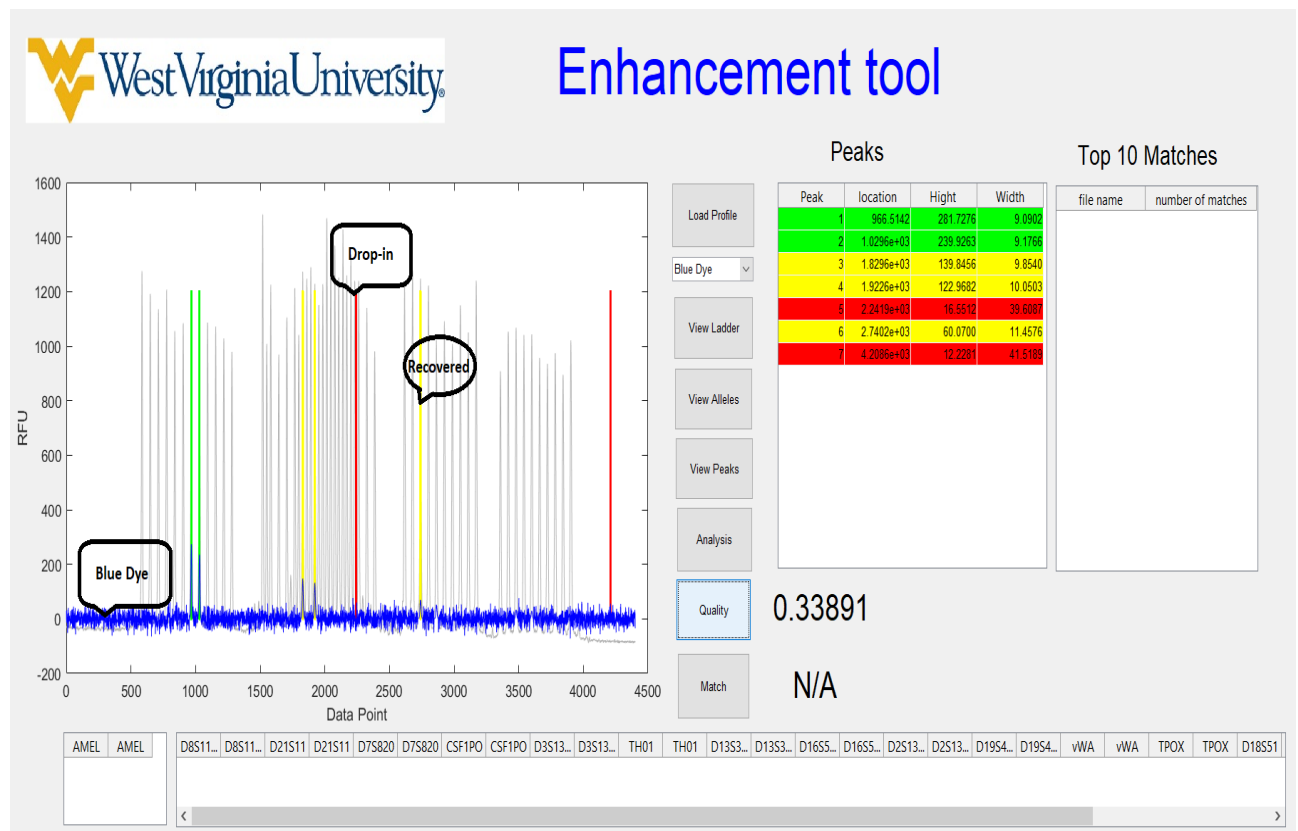 West Virginia University®
Enhancement tool
Peaks
Top 10 Matches
1600
1400
1200
1000
800
600
400
200
0
-200
RFU
0 500 1000 1500 2000 2500 3000 3500 4000 4500
Data Point
Drop-in
Recovered
Blue Dye
Load Profile
Blue Dye
View Ladder
View Alleles
View Peaks
Analysis
Quality
Match
Peak location Hight Width
1 966.5142 281.7276 9.0902
2 1.0296e+03 239.9263 9.1766
3 1.8296e+03 139.8456 9.8540
4 1.9226e+03 122.9682 10.0503
5 2.2419e+03 16.5512 39.6087
6 2.7402e+03 60.0700 11.4576
7 4.2086e+03 12.2281 41.5189
file name number of matches
0.33891
N/A
AMEL AMEL D8S11... D8S11... D21S11 D21S11 D7S820 D7S820 CSF1PO CSF1PO D3S13... D3S13... TH01 TH01 D13S3... D13S3... D16S5... D16S5... D2S13... D2S13... D19S4... D19S4... vWA vWA TPOX TPOX D18S51